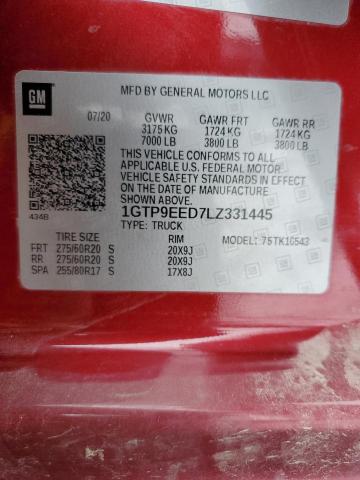 GM
MFD BY GENERAL MOTORS LLC
07/20 GVWR GAWR FRT GAWR RR
3175 KG 1724 KG 1724 KG
7000 LB 3800 LB 3800 LB
THIS VEHICLE CONFORMS TO ALL
APPLICABLE U.S. FEDERAL MOTOR
VEHICLE SAFETY STANDARDS IN
EFFECT ON THE DATE OF MANUFACTURE
SHOWN ABOVE.
434B
1GTP9EED7LZ331445
TYPE: TRUCK
TIRE SIZE RIM MODEL: 7STK10543
FRT 275/60R20 S 20X9J
RR 275/60R20 S 20X9J
SPA 255/80R17 S 17X8J